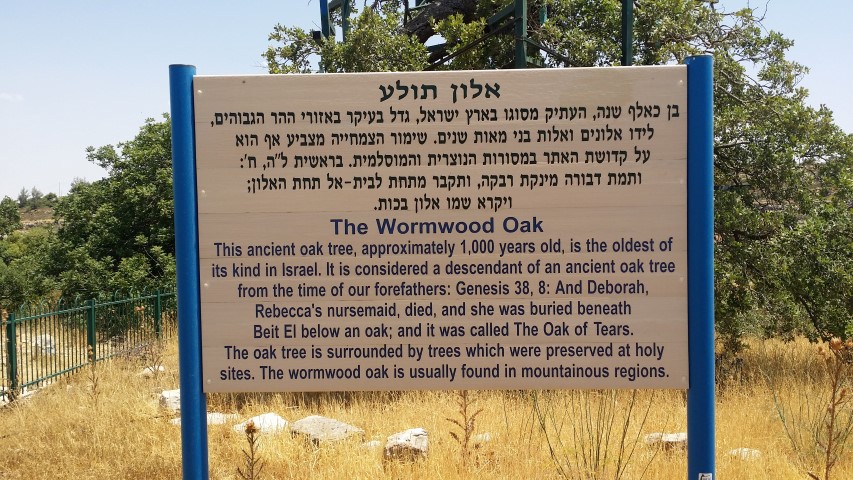 אלון תולע
בן כאלף שנה, העתיק מסוגו בארץ ישראל, גדל בעיקר באזורי ההר הגבוהים,
לידו אלונים ואלות בני מאות שנים. שימור הצמחייה מצביע אף הוא
על קדושת האתר במסורות הנוצרית והמוסלמית. בראשית ל"ה, ח':
ותמת דבורה מינקת רבקה, ותקבר מתחת לבית-אל תחת האלון;
ויקרא שמו אלון בכות.
The Wormwood Oak
This ancient oak tree, approximately 1,000 years old, is the oldest of
its kind in Israel. It is considered a descendant of an ancient oak tree
from the time of our forefathers: Genesis 38, 8: And Deborah,
Rebecca's nursemaid, died, and she was buried beneath
Beit El below an oak; and it was called The Oak of Tears.
The oak tree is surrounded by trees which were preserved at holy
sites. The wormwood oak is usually found in mountainous regions.